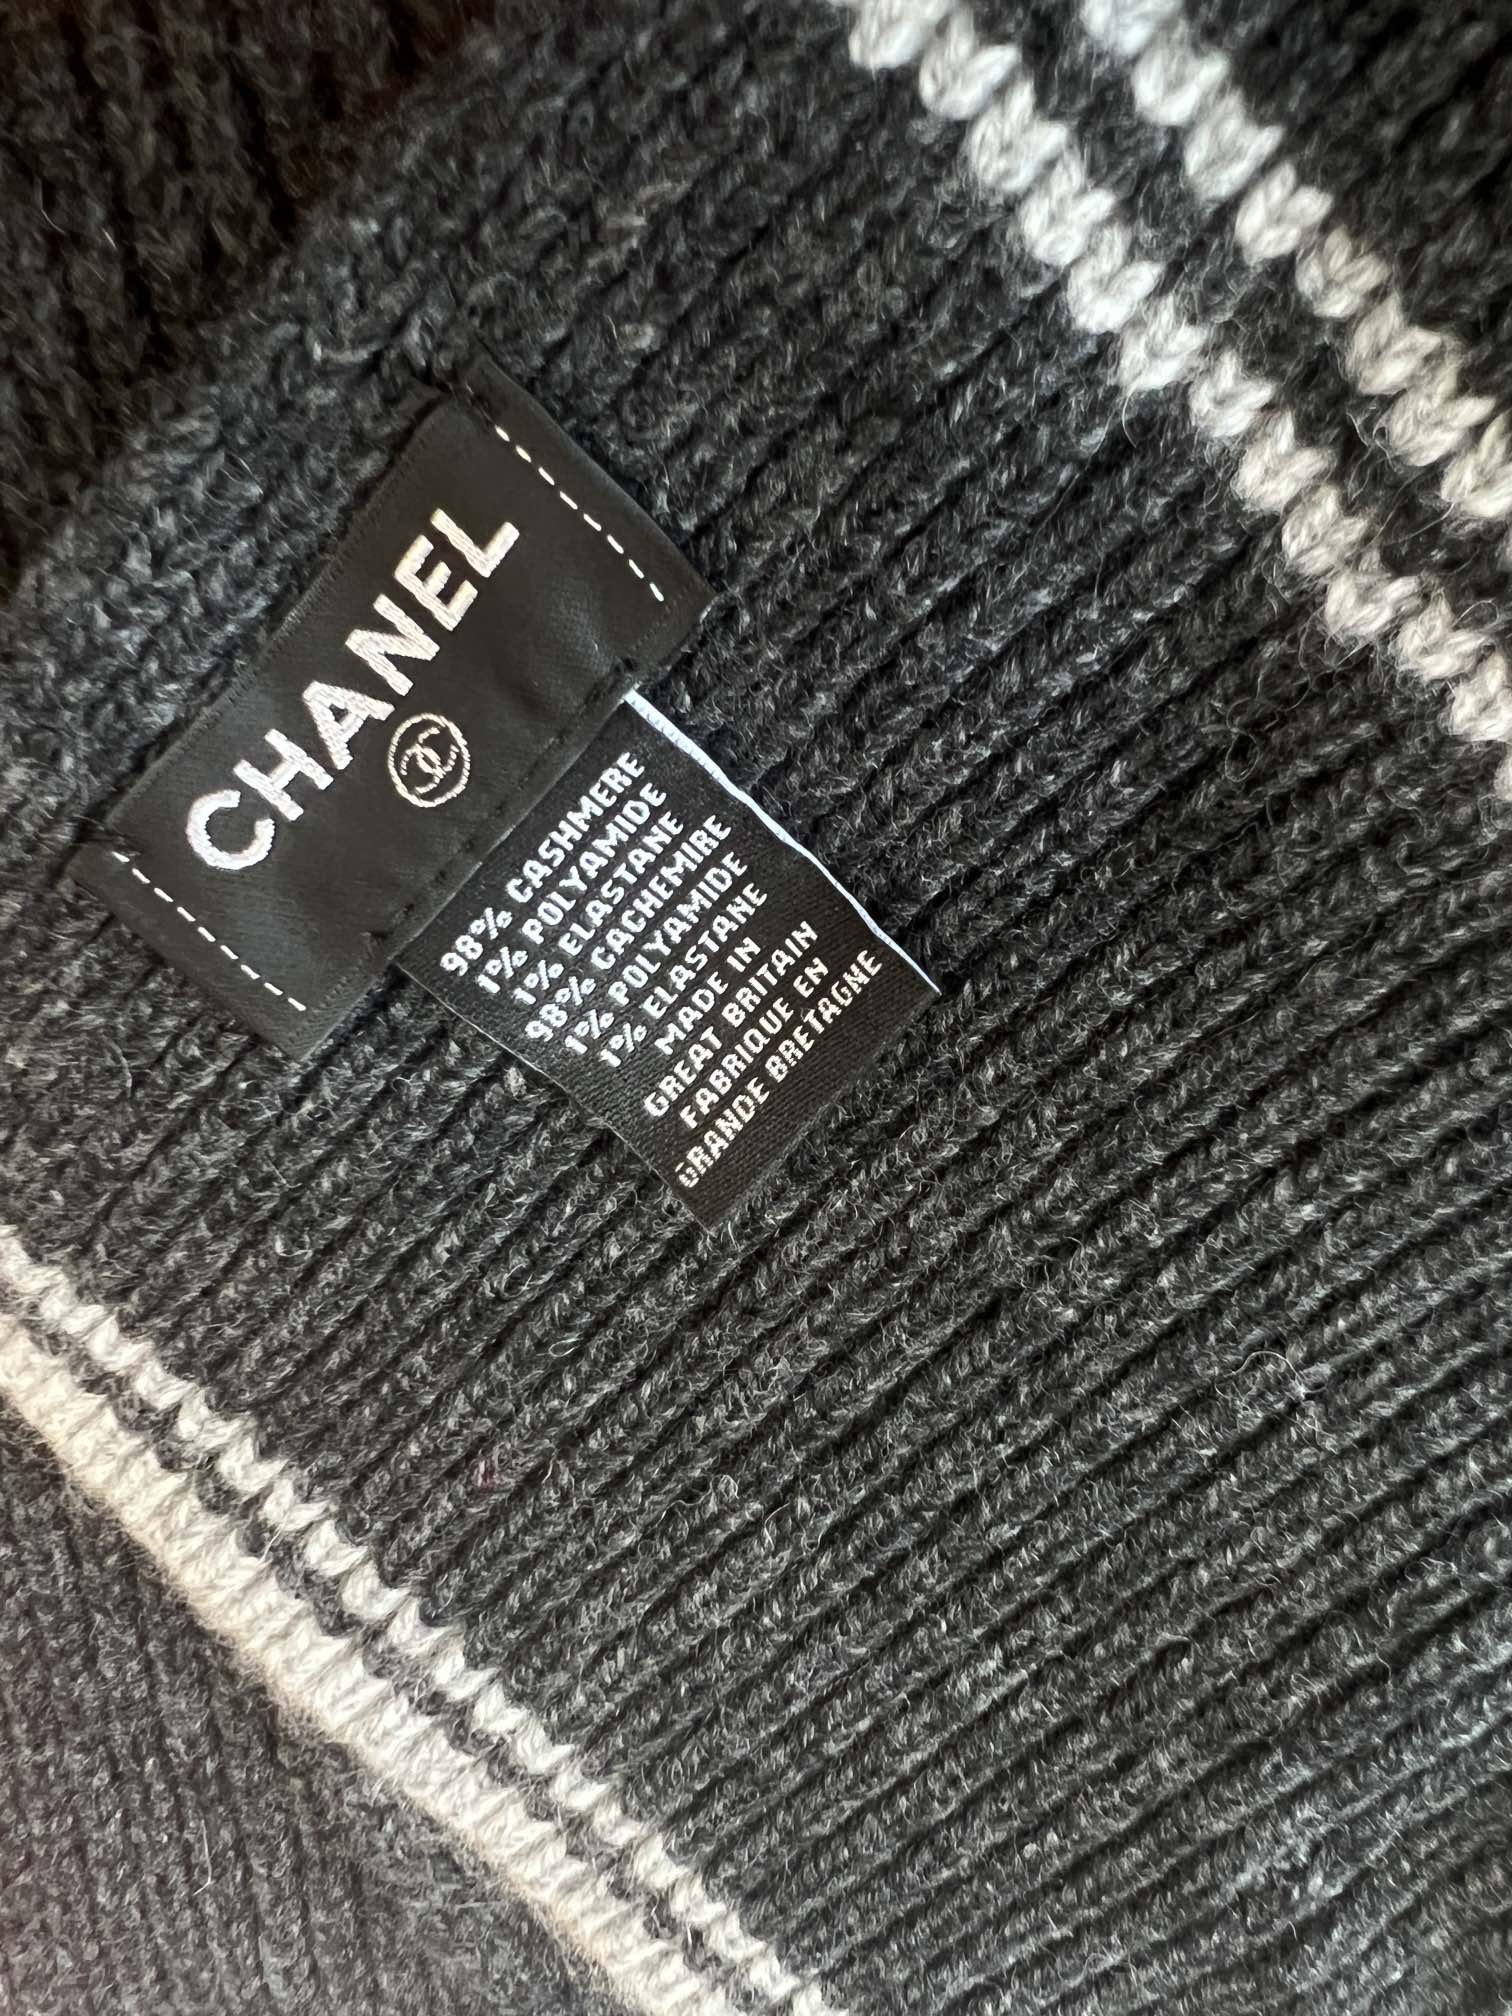 CHANEL
98% CASHMERE
1% POLYAMIDE
1% ELASTANE
98% CACHEMIRE
1% POLYAMIDE
1% ELASTANE
MADE IN
GREAT BRITAIN
FABRIQUE EN
GRANDE BRETAGNE